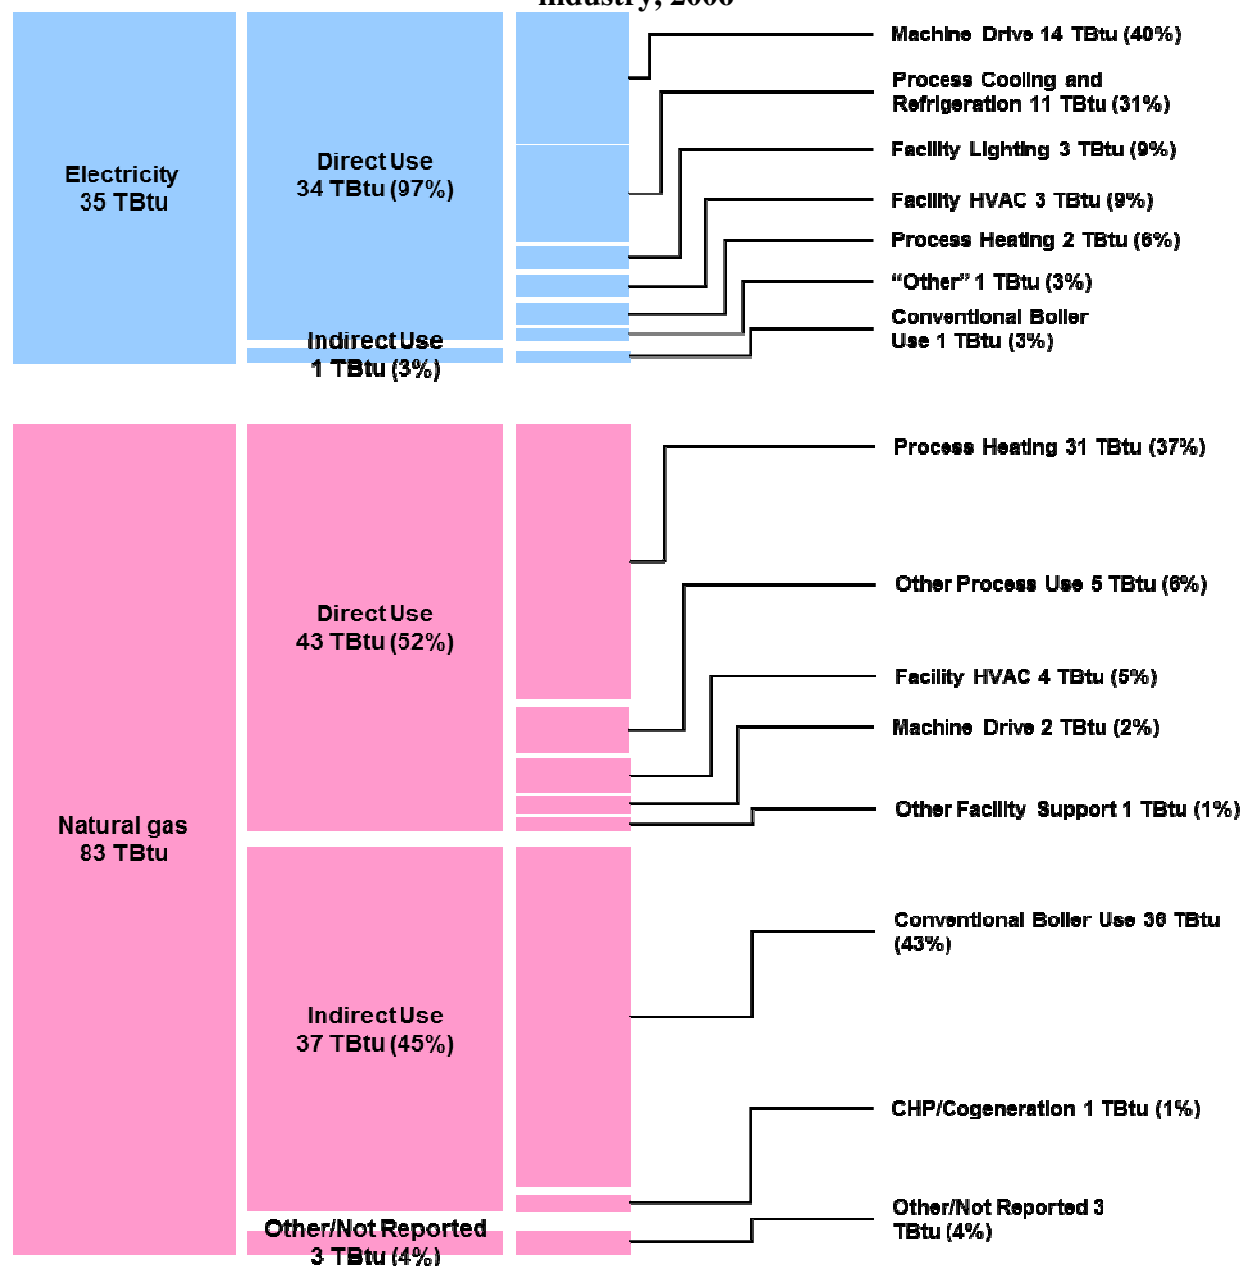 industry, 2006
Electricity
35 TBtu
Direct Use
34 TBtu (97%)
Indirect Use
1 TBtu (3%)
Machine Drive 14 TBtu (40%)
Process Cooling and
Refrigeration 11 TBtu (31%)
Facility Lighting 3 TBtu (9%)
Facility HVAC 3 TBtu (9%)
Process Heating 2 TBtu (6%)
“Other” 1 TBtu (3%)
Conventional Boiler
Use 1 TBtu (3%)
Natural gas
83 TBtu
Direct Use
43 TBtu (52%)
Indirect Use
37 TBtu (45%)
Other/Not Reported
3 TBtu (4%)
Process Heating 31 TBtu (37%)
Other Process Use 5 TBtu (6%)
Facility HVAC 4 TBtu (5%)
Machine Drive 2 TBtu (2%)
Other Facility Support 1 TBtu (1%)
Conventional Boiler Use 36 TBtu
(43%)
CHP/Cogeneration 1 TBtu (1%)
Other/Not Reported 3
TBtu (4%)